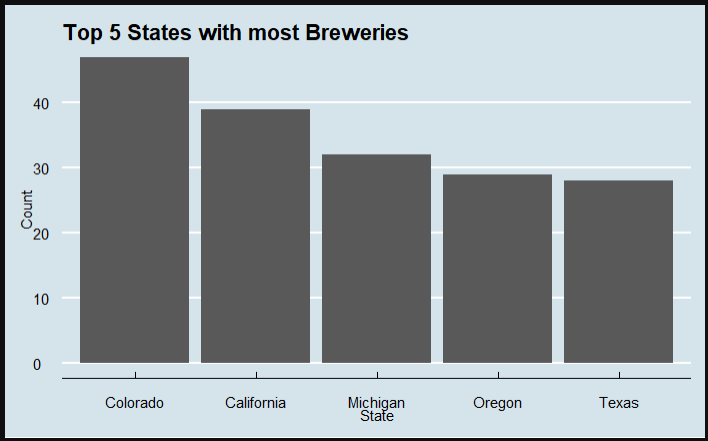 Top 5 States with most Breweries
40
30
20
10
0
Count
Colorado California Michigan Oregon Texas
State